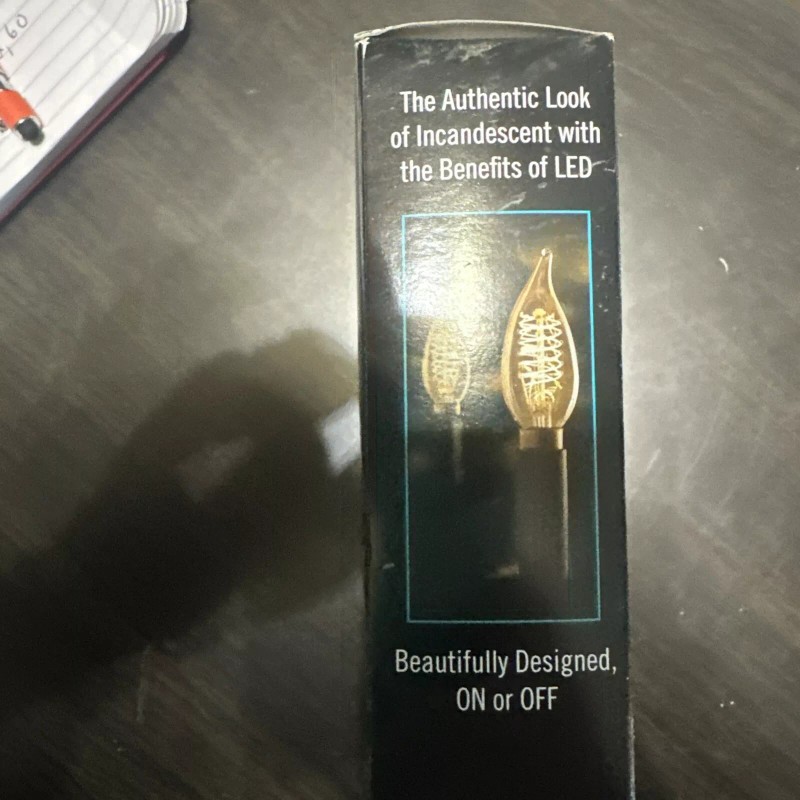 The Authentic Look
of Incandescent with
the Benefits of LED
Beautifully Designed,
ON or OFF